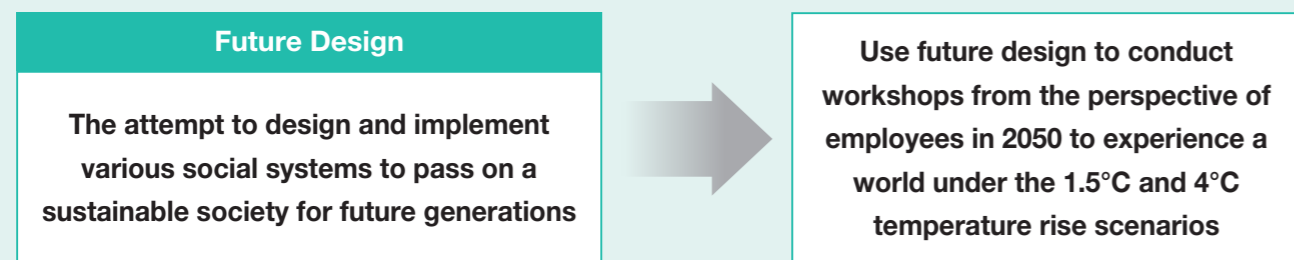 Future Design
The attempt to design and implement
various social systems to pass on a
sustainable society for future generations
Use future design to conduct
workshops from the perspective of
employees in 2050 to experience a
world under the 1.5°C and 4°C
temperature rise scenarios